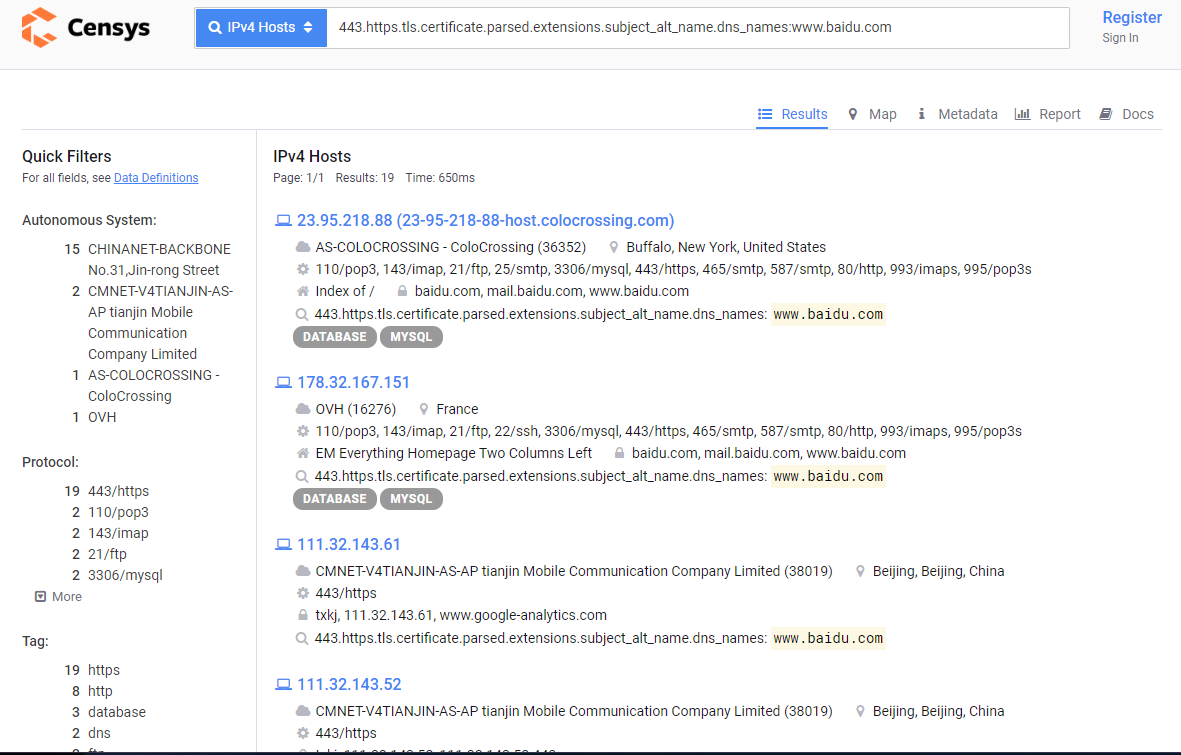 Censys
IPv4 Hosts
443.https.tls.certificate.parsed.extensions.subject_alt_name.dns_names:www.baidu.com
Register
Sign In
Results
Map
Metadata
Report
Docs
Quick Filters
For all fields, see Data Definitions
Autonomous System:
15 CHINANET-BACKBONE
No.31,Jin-rong Street
2 CMNET-V4TIANJIN-AS-
AP tianjin Mobile
Communication
Company Limited
1 AS-COLOCROSSING -
ColoCrossing
1 OVH
Protocol:
19 443/https
2 110/pop3
2 143/imap
2 21/ftp
2 3306/mysql
More
Tag:
19 https
8 http
3 database
2 dns
IPv4 Hosts
Page: 1/1 Results: 19 Time: 650ms
23.95.218.88 (23-95-218-88-host.colocrossing.com)
AS-COLOCROSSING - ColoCrossing (36352) Buffalo, New York, United States
110/pop3, 143/imap, 21/ftp, 25/smtp, 3306/mysql, 443/https, 465/smtp, 587/smtp, 80/http, 993/imaps, 995/pop3s
Index of / baidu.com, mail.baidu.com, www.baidu.com
443.https.tls.certificate.parsed.extensions.subject_alt_name.dns_names: www.baidu.com
DATABASE MYSQL
178.32.167.151
OVH (16276) France
110/pop3, 143/imap, 21/ftp, 22/ssh, 3306/mysql, 443/https, 465/smtp, 587/smtp, 80/http, 993/imaps, 995/pop3s
EM Everything Homepage Two Columns Left baidu.com, mail.baidu.com, www.baidu.com
443.https.tls.certificate.parsed.extensions.subject_alt_name.dns_names: www.baidu.com
DATABASE MYSQL
111.32.143.61
CMNET-V4TIANJIN-AS-AP tianjin Mobile Communication Company Limited (38019) Beijing, Beijing, China
443/https
txkj, 111.32.143.61, www.google-analytics.com
443.https.tls.certificate.parsed.extensions.subject_alt_name.dns_names: www.baidu.com
111.32.143.52
CMNET-V4TIANJIN-AS-AP tianjin Mobile Communication Company Limited (38019) Beijing, Beijing, China
443/https